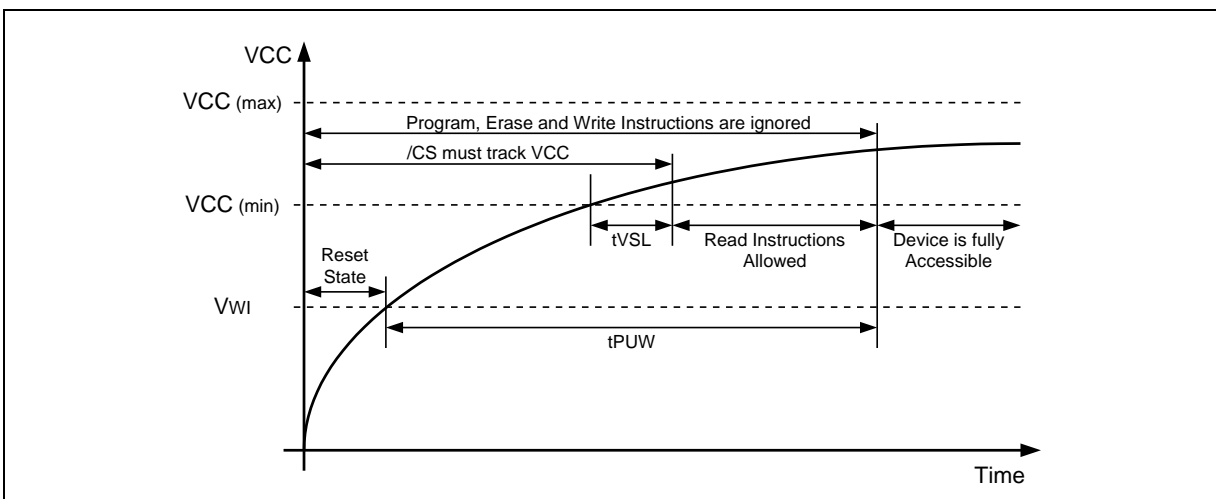 VCC
VCC (max)
Program, Erase and Write Instructions are ignored
/CS must track VCC
VCC (min)
tVSL
Read Instructions
Allowed
Device is fully
Accessible
Reset
State
VWI
tPUW
Time